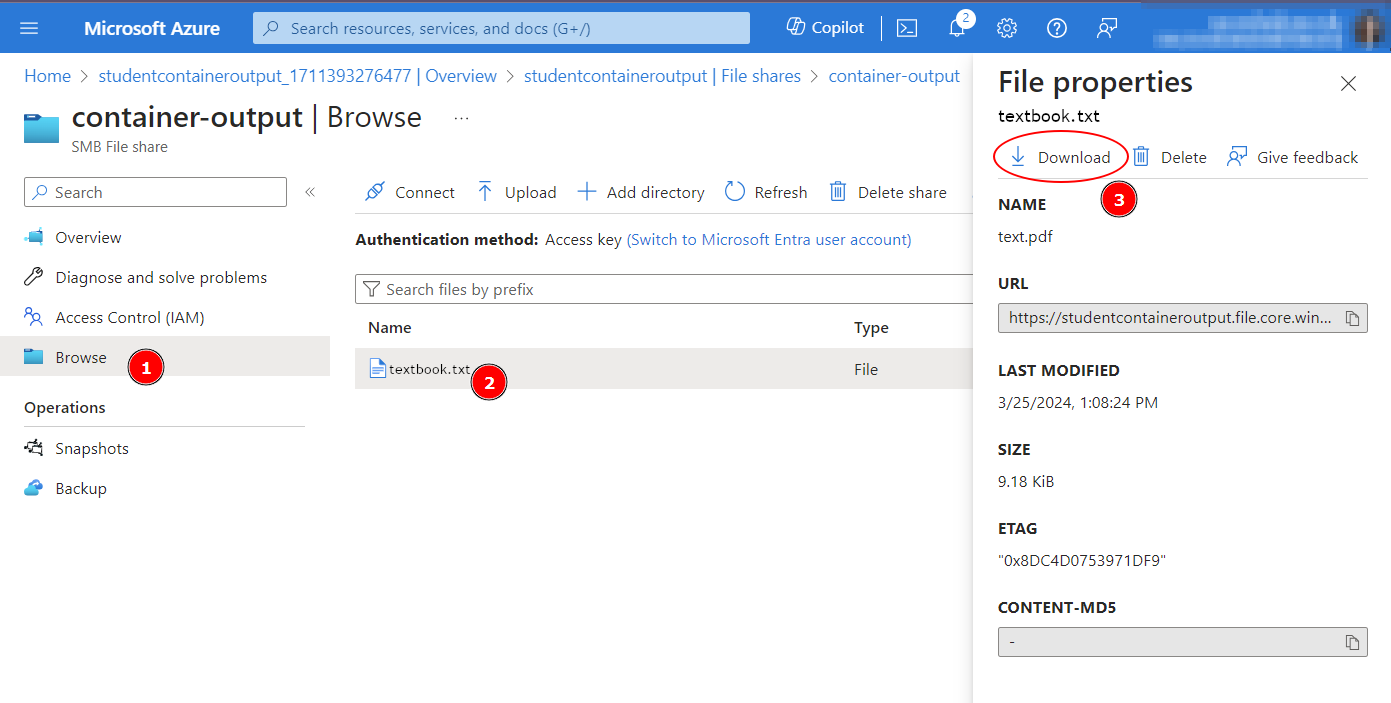 Microsoft Azure
Search resources, services, and docs (G+/)
Copilot
2
Home > studentcontaineroutput_1711393276477 | Overview > studentcontaineroutput | File shares > container-output
container-output | Browse ...
SMB File share
Search
«
Overview
Diagnose and solve problems
Access Control (IAM)
Browse
1
Operations
Snapshots
Backup
Connect
Upload
Add directory
Refresh
Delete share
Authentication method: Access key (Switch to Microsoft Entra user account)
Search files by prefix
Name Type
textbook.txt File
2
File properties
textbook.txt
Download
Delete
Give feedback
3
NAME
text.pdf
URL
https://studentcontaineroutput.file.core.win...
LAST MODIFIED
3/25/2024, 1:08:24 PM
SIZE
9.18 KiB
ETAG
"0x8DC4D0753971DF9"
CONTENT-MD5
-